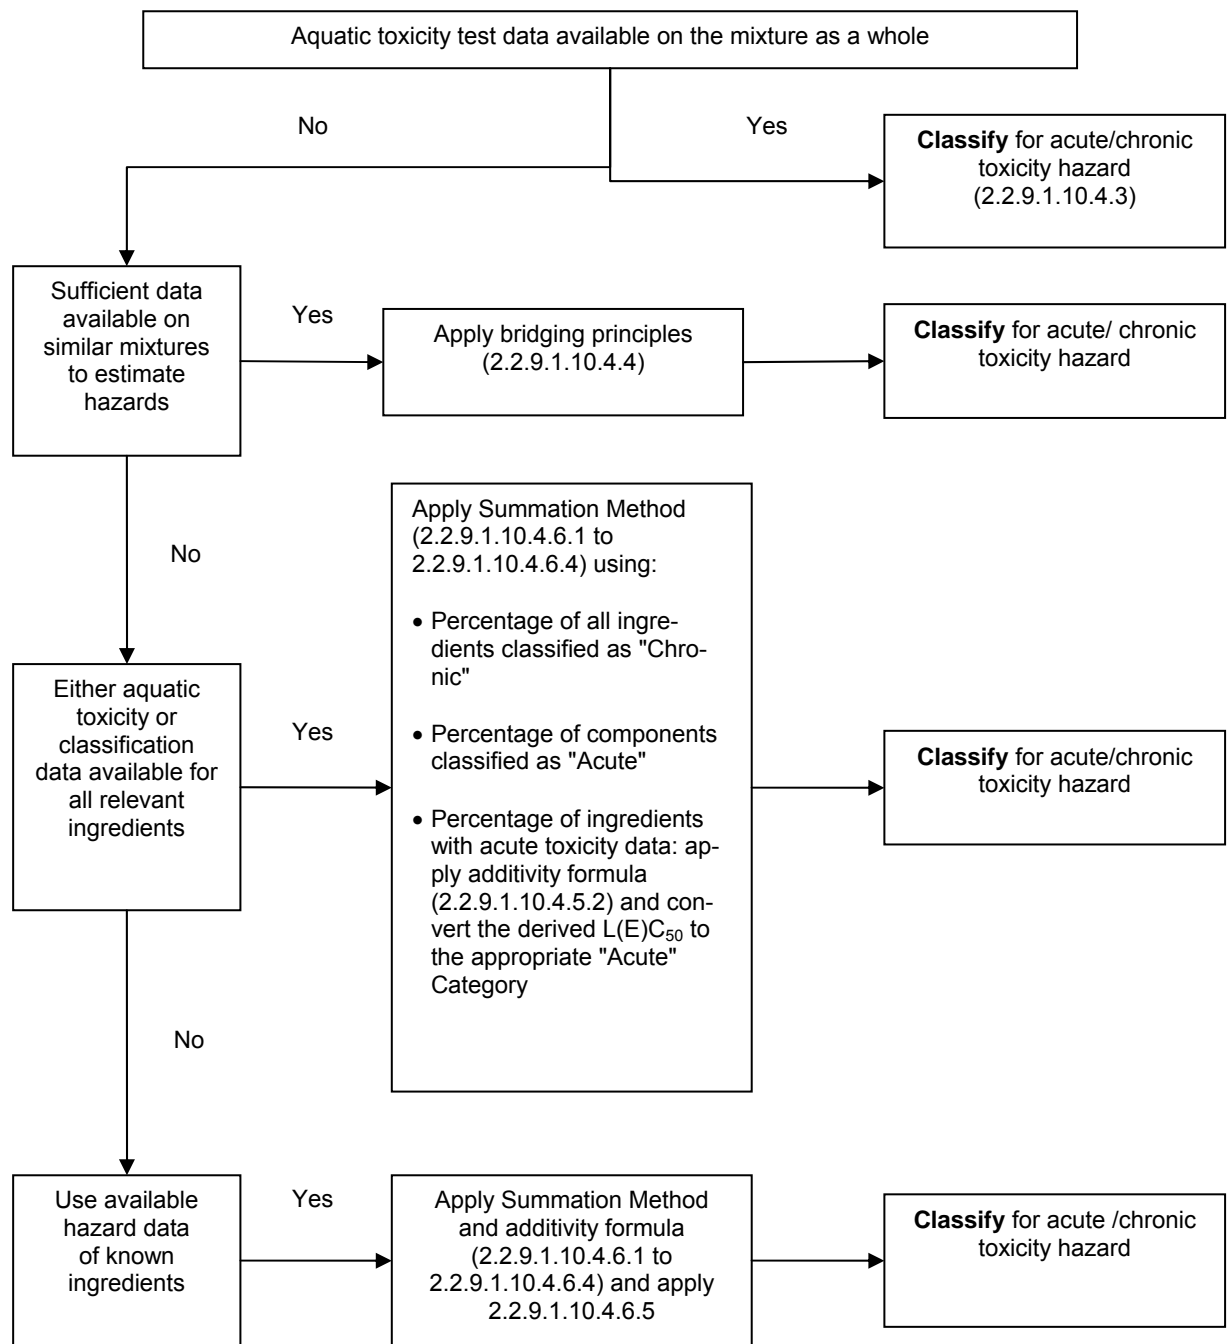 Aquatic toxicity test data available on the mixture as a whole
No
Yes
Classify for acute/chronic
toxicity hazard
(2.2.9.1.10.4.3)
Sufficient data
available on
similar mixtures
to estimate
hazards
Yes
Apply bridging principles
(2.2.9.1.10.4.4)
Classify for acute/ chronic
toxicity hazard
No
Apply Summation Method
(2.2.9.1.10.4.6.1 to
2.2.9.1.10.4.6.4) using:
• Percentage of all ingre-
dients classified as "Chro-
nic"
• Percentage of components
classified as "Acute"
• Percentage of ingredients
with acute toxicity data: ap-
ply additivity formula
(2.2.9.1.10.4.5.2) and con-
vert the derived L(E)C50 to
the appropriate "Acute"
Category
Either aquatic
toxicity or
classification
data available for
all relevant
ingredients
Yes
Classify for acute/chronic
toxicity hazard
No
Use available
hazard data
of known
ingredients
Yes
Apply Summation Method
and additivity formula
(2.2.9.1.10.4.6.1 to
2.2.9.1.10.4.6.4) and apply
2.2.9.1.10.4.6.5
Classify for acute /chronic
toxicity hazard